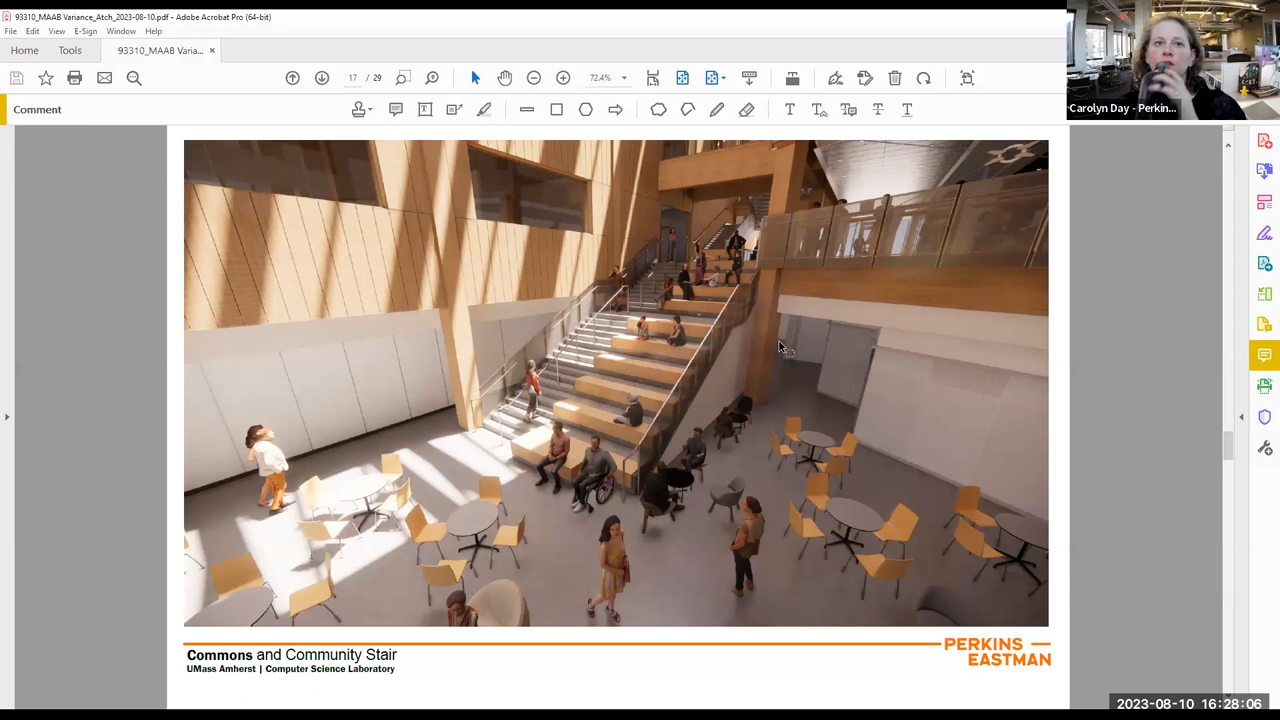 93310_MAAB Variance_Atch_2023-08-10.pdf - Adobe Acrobat Pro (64-bit)
File Edit View E-Sign Window Help
Home Tools 93310_MAAB Varia... ×
17 / 29 72.4%
Comment
Carolyn Day - Perkin...
Commons and Community Stair
UMass Amherst | Computer Science Laboratory
PERKINS
EASTMAN
2023-08-10 16:28:06